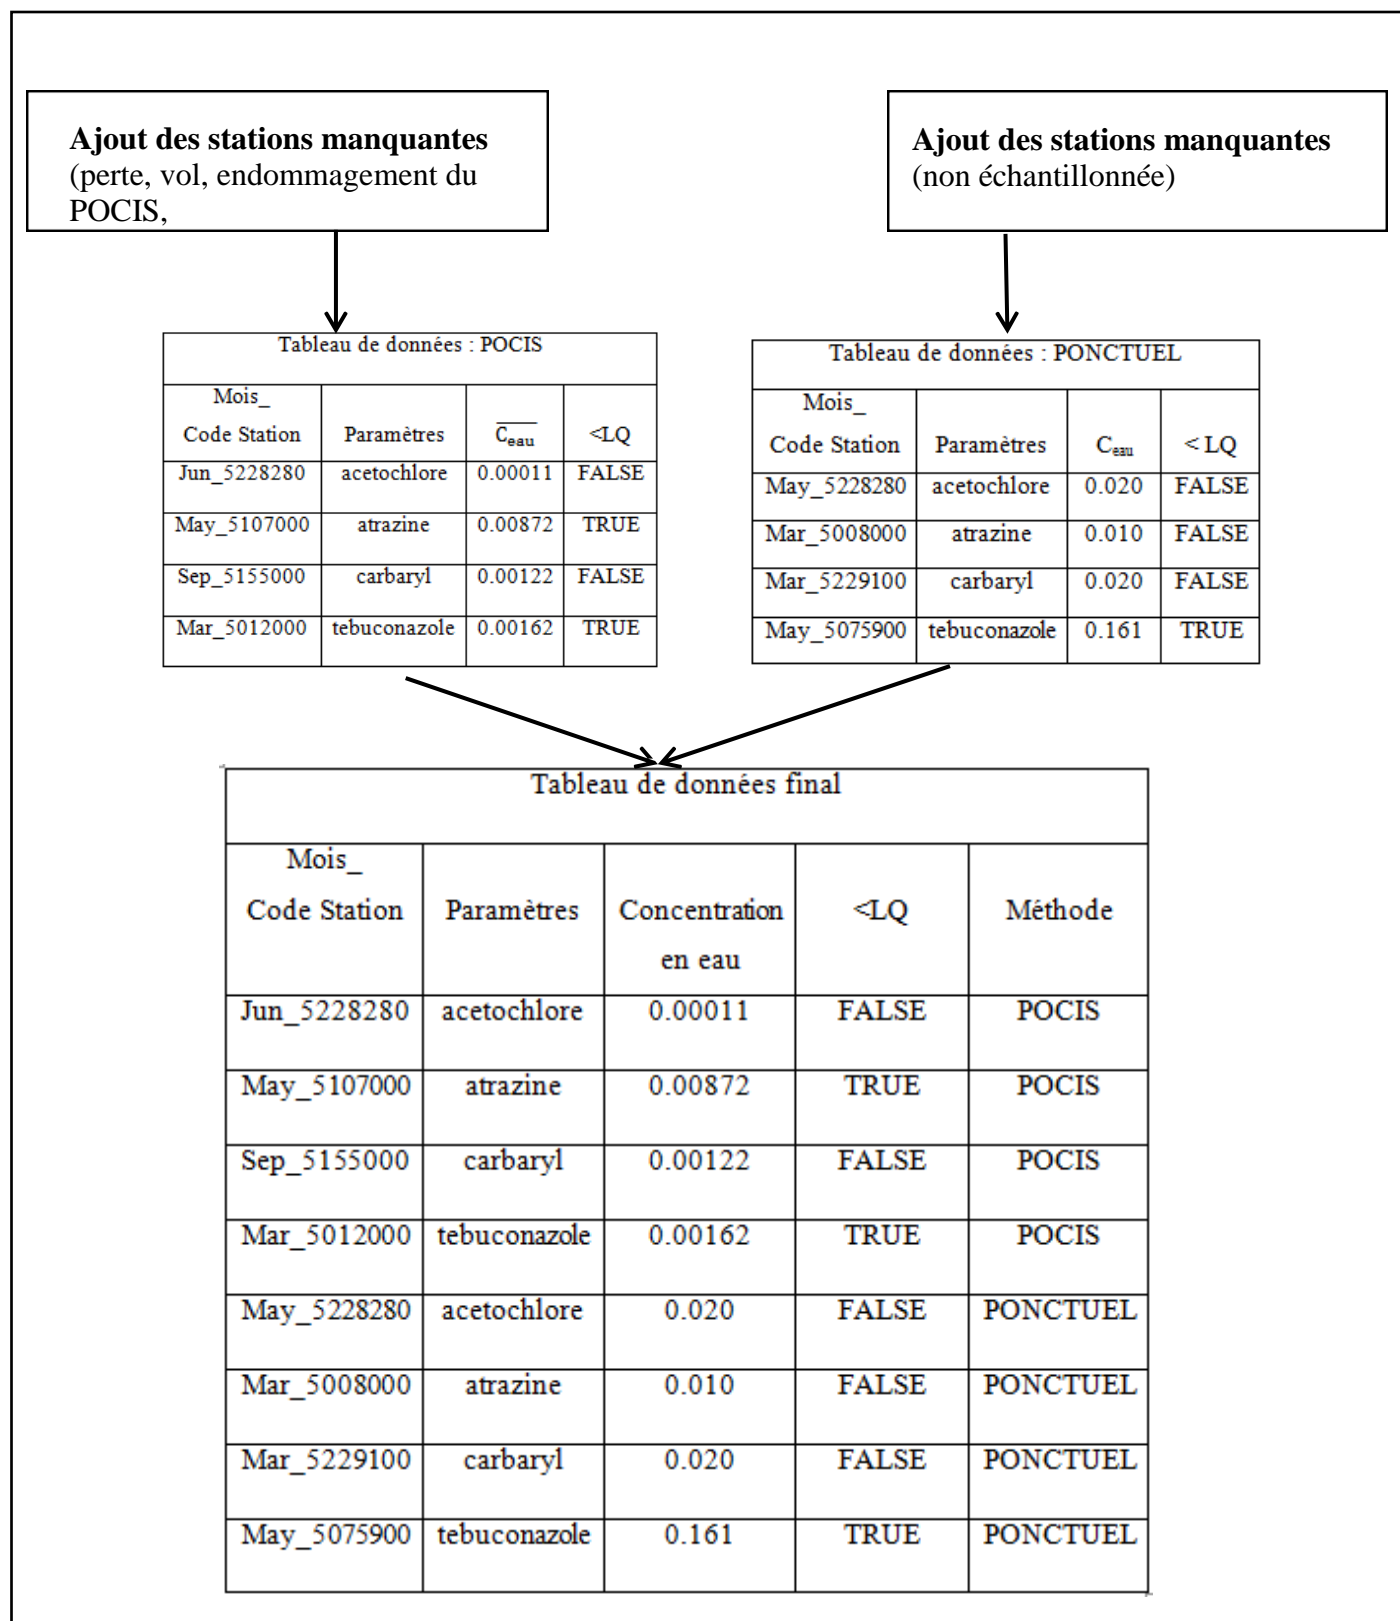 Ajout des stations manquantes
(perte, vol, endommagement du
POCIS,
Ajout des stations manquantes
(non échantillonnée)
Tableau de données : POCIS
Mois_
Code Station Paramètres C_eau <LQ
Jun_5228280 acetochlore 0.00011 FALSE
May_5107000 atrazine 0.00872 TRUE
Sep_5155000 carbaryl 0.00122 FALSE
Mar_5012000 tebuconazole 0.00162 TRUE
Tableau de données : PONCTUEL
Mois_
Code Station Paramètres C_eau < LQ
May_5228280 acetochlore 0.020 FALSE
Mar_5008000 atrazine 0.010 FALSE
Mar_5229100 carbaryl 0.020 FALSE
May_5075900 tebuconazole 0.161 TRUE
Tableau de données final
Mois_
Code Station Paramètres Concentration <LQ Méthode
en eau
Jun_5228280 acetochlore 0.00011 FALSE POCIS
May_5107000 atrazine 0.00872 TRUE POCIS
Sep_5155000 carbaryl 0.00122 FALSE POCIS
Mar_5012000 tebuconazole 0.00162 TRUE POCIS
May_5228280 acetochlore 0.020 FALSE PONCTUEL
Mar_5008000 atrazine 0.010 FALSE PONCTUEL
Mar_5229100 carbaryl 0.020 FALSE PONCTUEL
May_5075900 tebuconazole 0.161 TRUE PONCTUEL